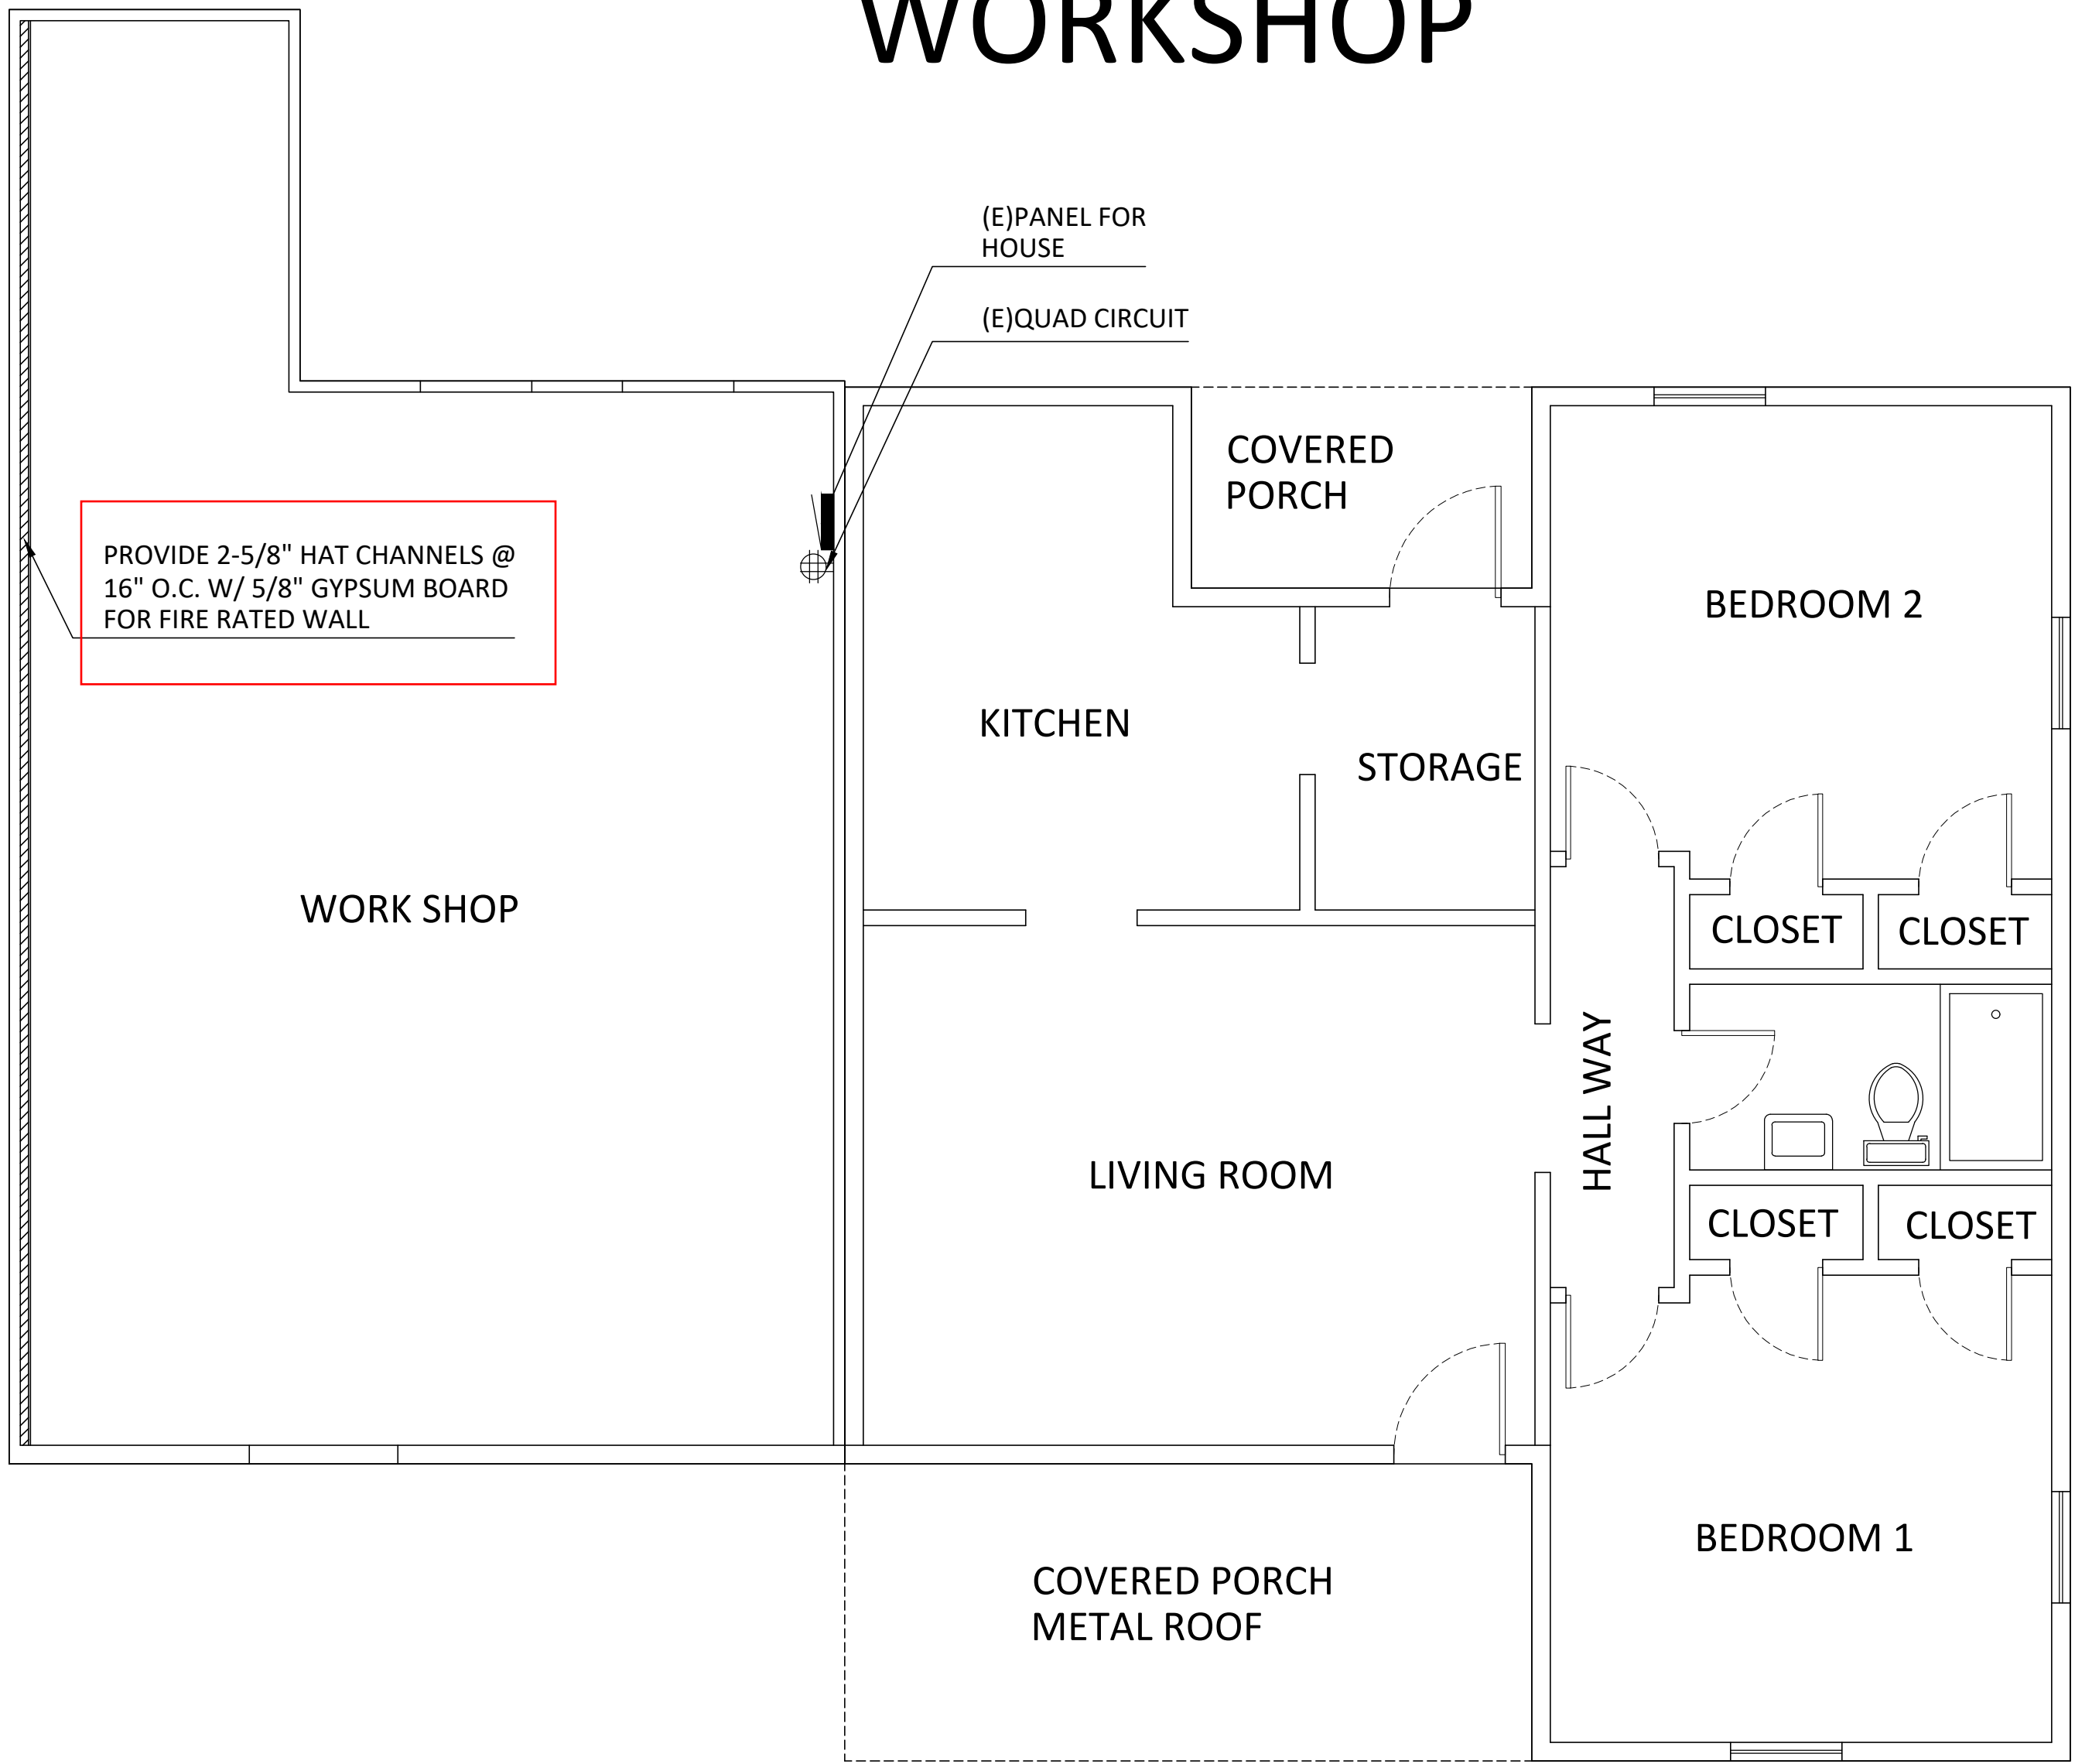 WORKSHOP
(E)PANEL FOR
HOUSE
(E)QUAD CIRCUIT
COVERED
PORCH
PROVIDE 2-5/8" HAT CHANNELS @
16" O.C. W/ 5/8" GYPSUM BOARD
FOR FIRE RATED WALL
BEDROOM 2
KITCHEN
STORAGE
WORK SHOP
CLOSET
CLOSET
HALL WAY
LIVING ROOM
CLOSET
CLOSET
BEDROOM 1
COVERED PORCH
METAL ROOF